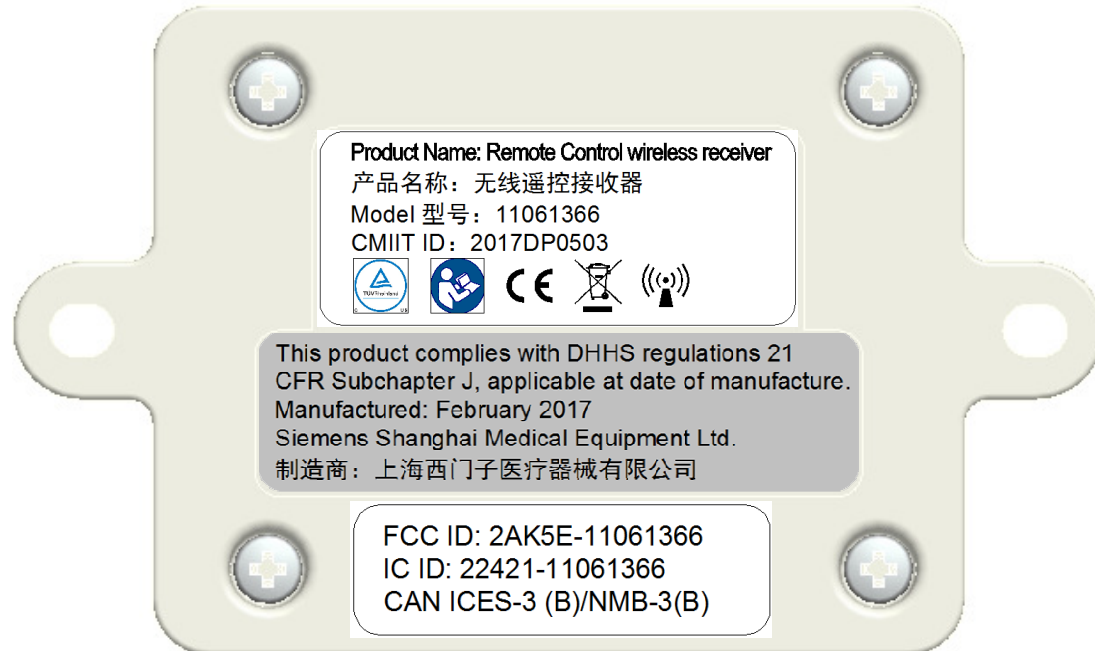 Product Name: Remote Control wireless receiver
产品名称：无线遥控接收器
Model 型号：11061366
CMIIT ID：2017DP0503
TÜVRheinland
CE
This product complies with DHHS regulations 21
CFR Subchapter J, applicable at date of manufacture.
Manufactured: February 2017
Siemens Shanghai Medical Equipment Ltd.
制造商：上海西门子医疗器械有限公司
FCC ID: 2AK5E-11061366
IC ID: 22421-11061366
CAN ICES-3 (B)/NMB-3(B)